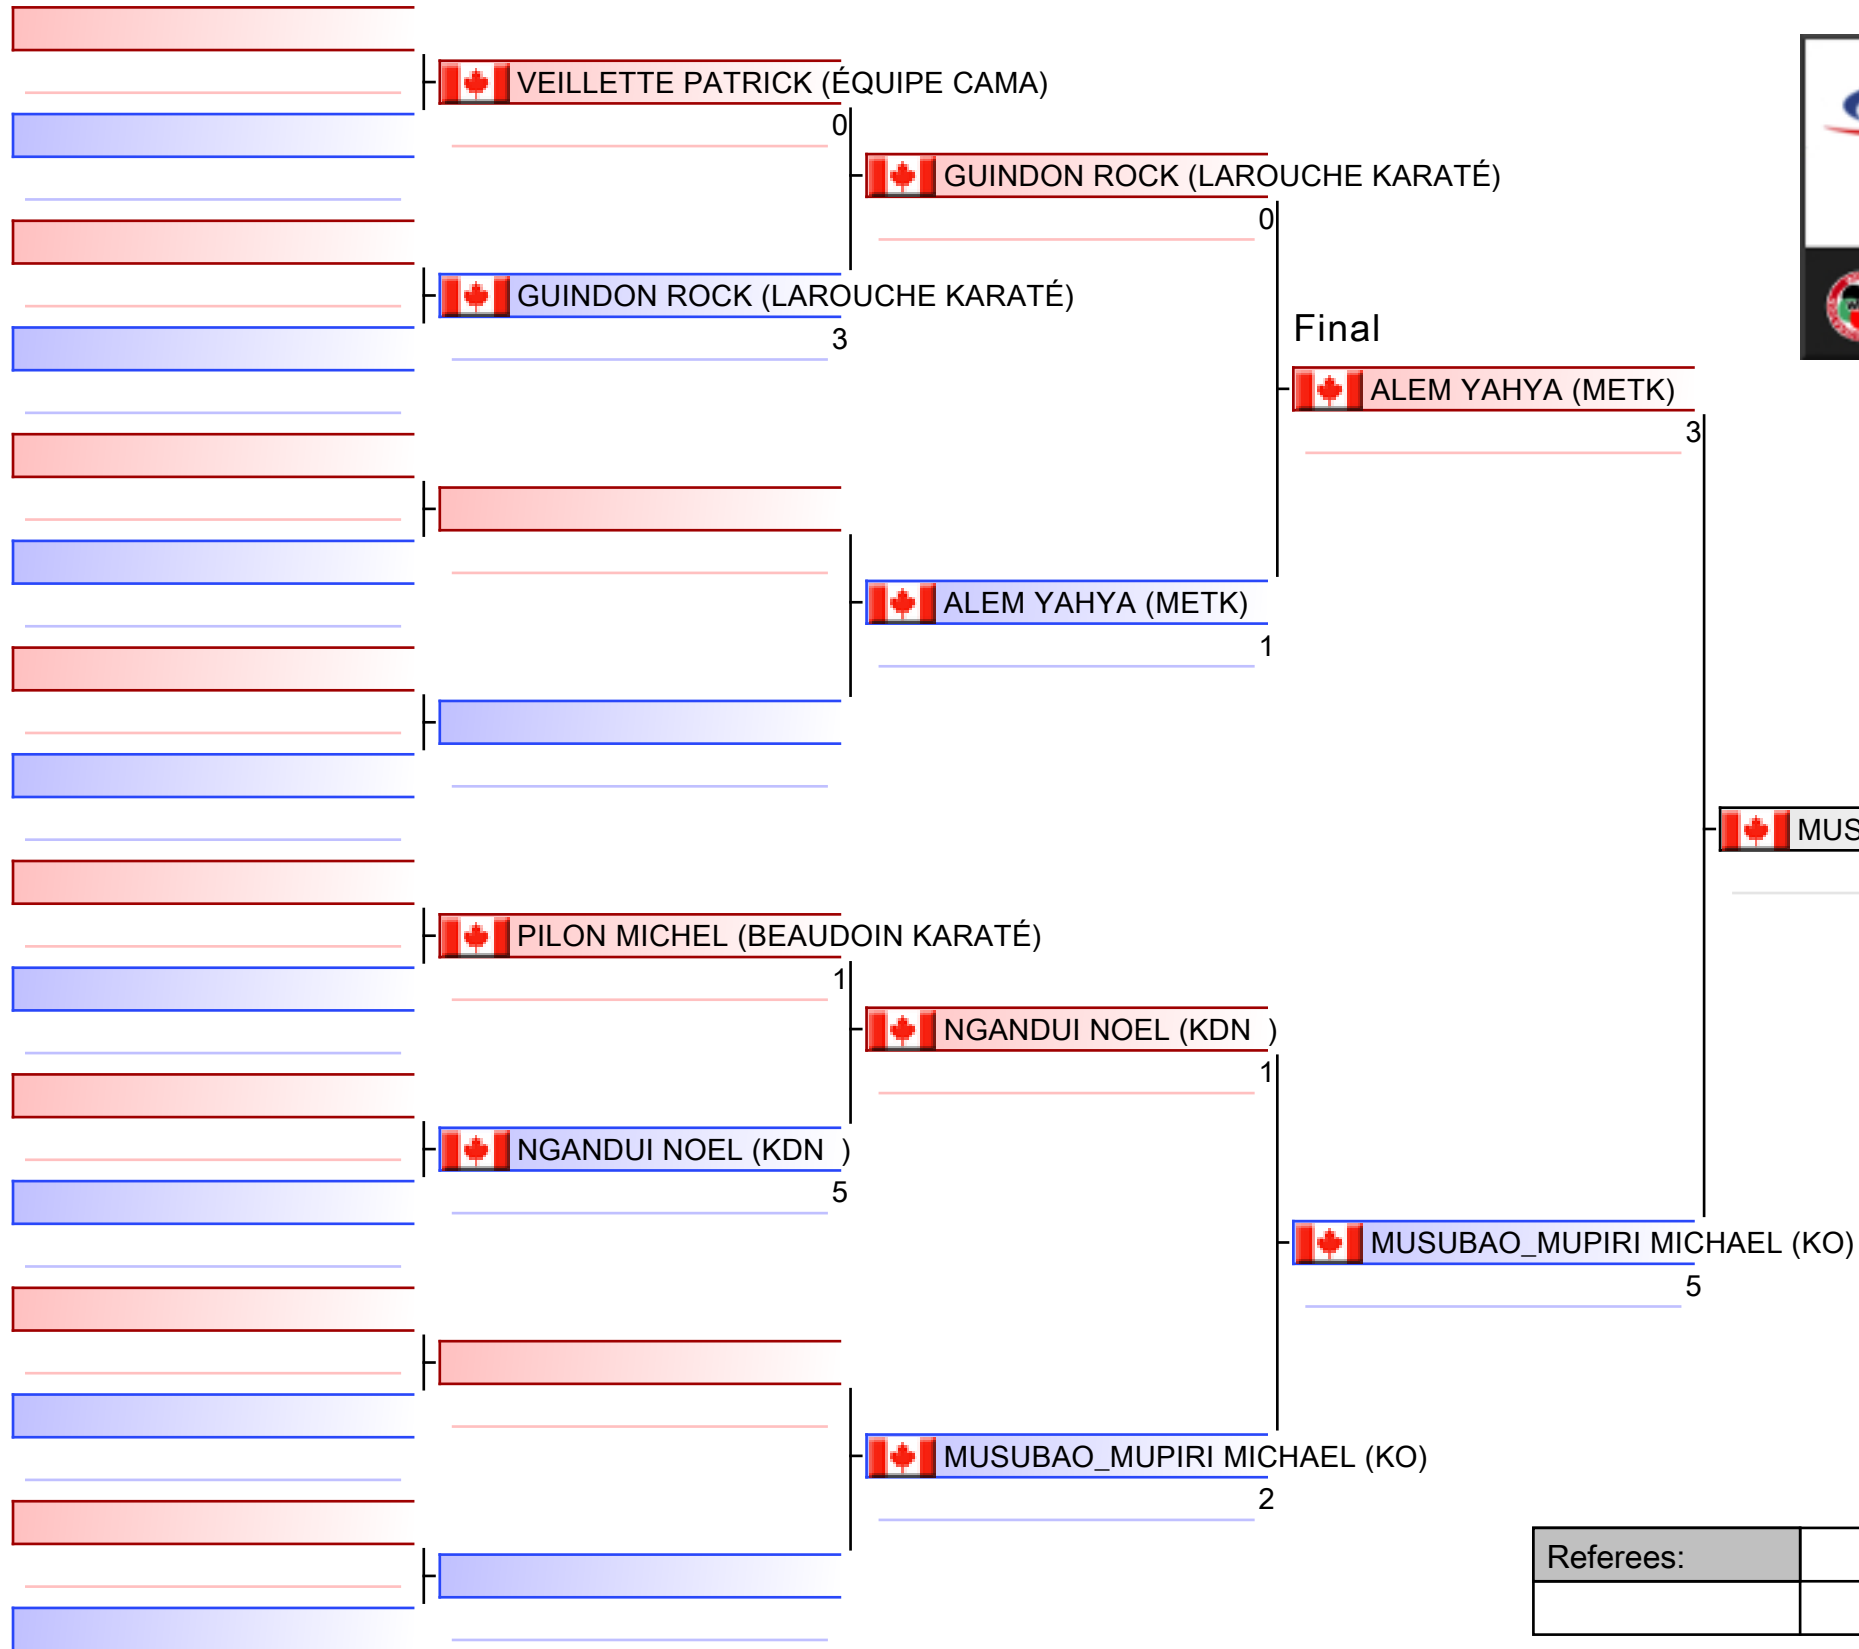 VEILLETTE PATRICK (ÉQUIPE CAMA)
0
GUINDON ROCK (LAROUCHE KARATÉ)
0
GUINDON ROCK (LAROUCHE KARATÉ)
3
Final
ALEM YAHYA (METK)
3
ALEM YAHYA (METK)
1
MUS
PILON MICHEL (BEAUDOIN KARATÉ)
1
NGANDUI NOEL (KDN )
1
NGANDUI NOEL (KDN )
5
MUSUBAO_MUPIRI MICHAEL (KO)
5
MUSUBAO_MUPIRI MICHAEL (KO)
2
Referees: